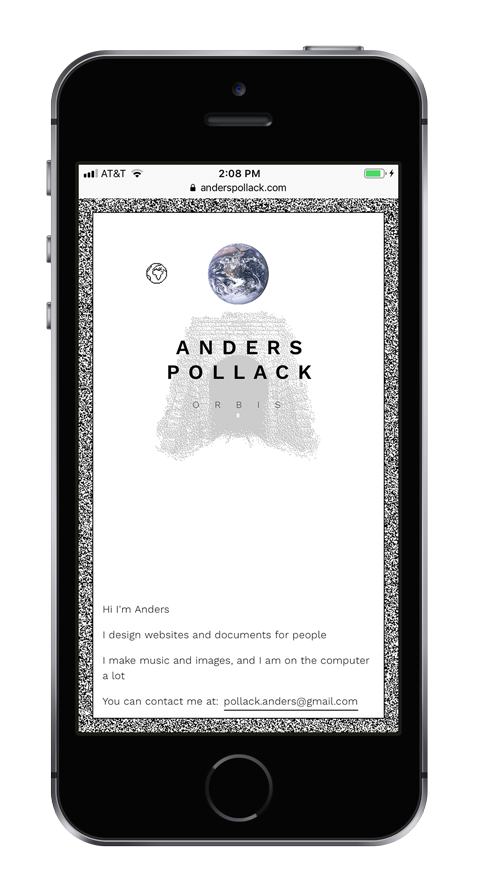 AT&T 2:08 PM
anderspollack.com
ANDERS
POLLACK
ORBIS
Hi I'm Anders
I design websites and documents for people
I make music and images, and I am on the computer
a lot
You can contact me at: pollack.anders@gmail.com